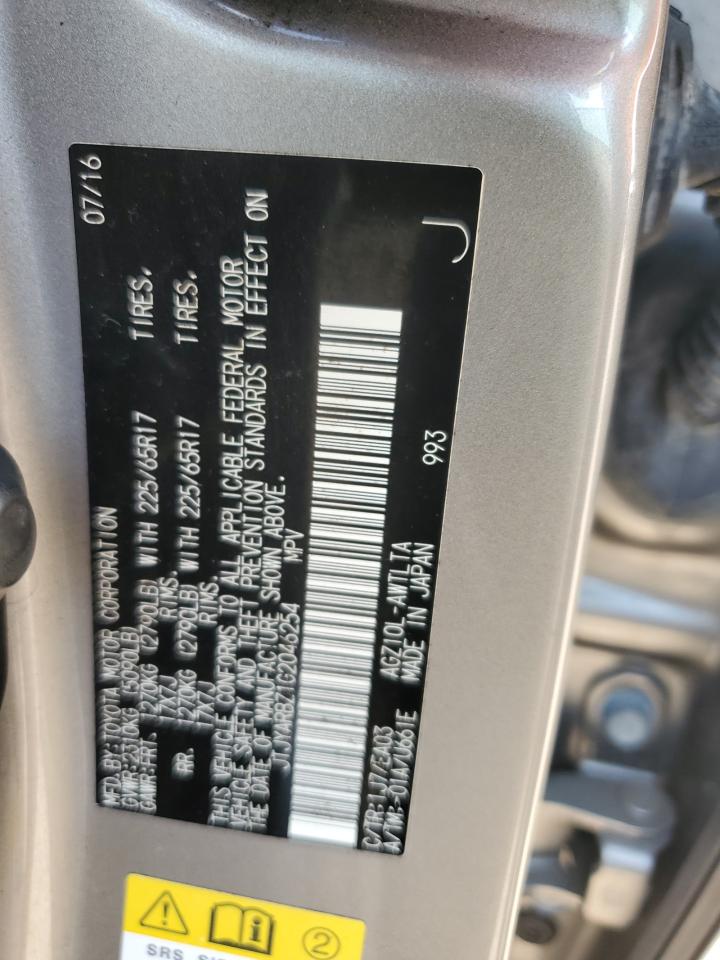 MFD. BY: TOYOTA MOTOR CORPORATION 07/16
GVWR: 2310KG (5090LB)
GAWR: FRT. 1270KG (2790LB) WITH 225/65R17 TIRES.
17X7J RIMS.
RR. 1270KG (2790LB) WITH 225/65R17 TIRES.
17X7J RIMS.
THIS VEHICLE CONFORMS TO ALL APPLICABLE FEDERAL MOTOR
VEHICLE SAFETY AND THEFT PREVENTION STANDARDS IN EFFECT ON
THE DATE OF MANUFACTURE SHOWN ABOVE.
MPV
J
C/TR: 1J7/EA03 AGZ10L-AWTLTA
A/TM: -01A/U661E MADE IN JAPAN 993
2
SRS